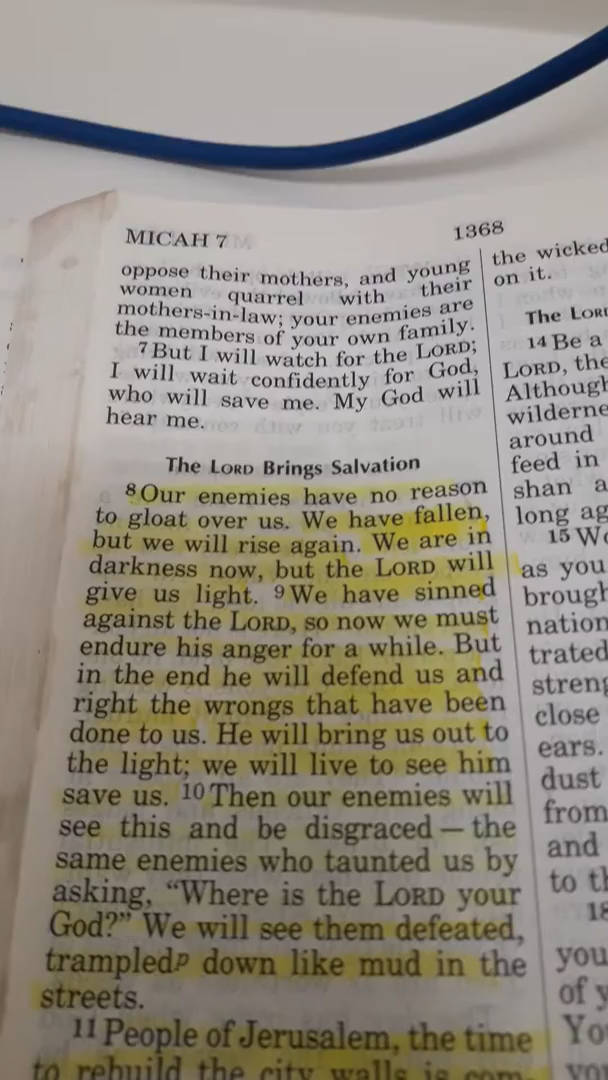 MICAH 7
1368
oppose their mothers, and young
women quarrel with their
mothers-in-law; your enemies are
the members of your own family.
7 But I will watch for the LORD;
I will wait confidently for God,
who will save me. My God will
hear me.
The LORD Brings Salvation
8 Our enemies have no reason
to gloat over us. We have fallen,
but we will rise again. We are in
darkness now, but the LORD will
give us light. 9 We have sinned
against the LORD, so now we must
endure his anger for a while. But
in the end he will defend us and
right the wrongs that have been
done to us. He will bring us out to
the light; we will live to see him
save us. 10 Then our enemies will
see this and be disgraced — the
same enemies who taunted us by
asking, “Where is the LORD your
God?” We will see them defeated,
trampledᵖ down like mud in the
streets.
11 People of Jerusalem, the time
to rebuild the city walls is com-
the wicked
on it.
The LORD
14 Be a
LORD, the
Although
around
feed in
shan a
long ag
15
as you
brough
nation
close
ears.
dust
from
and
to th
18
you
of y